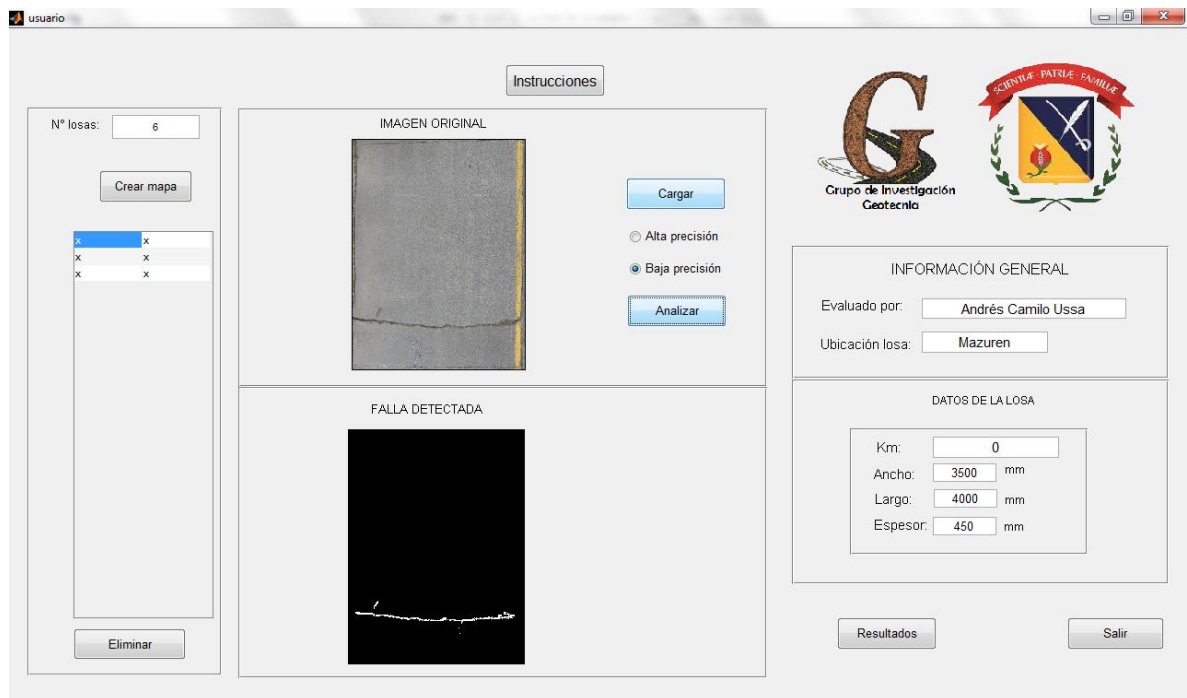 usuario
Instrucciones
N° losas: 6
Crear mapa
x x
x x
x x
Eliminar
IMAGEN ORIGINAL
Cargar
Alta precisión
Baja precisión
Analizar
FALLA DETECTADA
G
Grupo de Investigación
Geotecnia
SCIENTIÆ - PATRIÆ - FAMILIÆ
INFORMACIÓN GENERAL
Evaluado por: Andrés Camilo Ussa
Ubicación losa: Mazuren
DATOS DE LA LOSA
Km: 0
Ancho: 3500 mm
Largo: 4000 mm
Espesor: 450 mm
Resultados
Salir